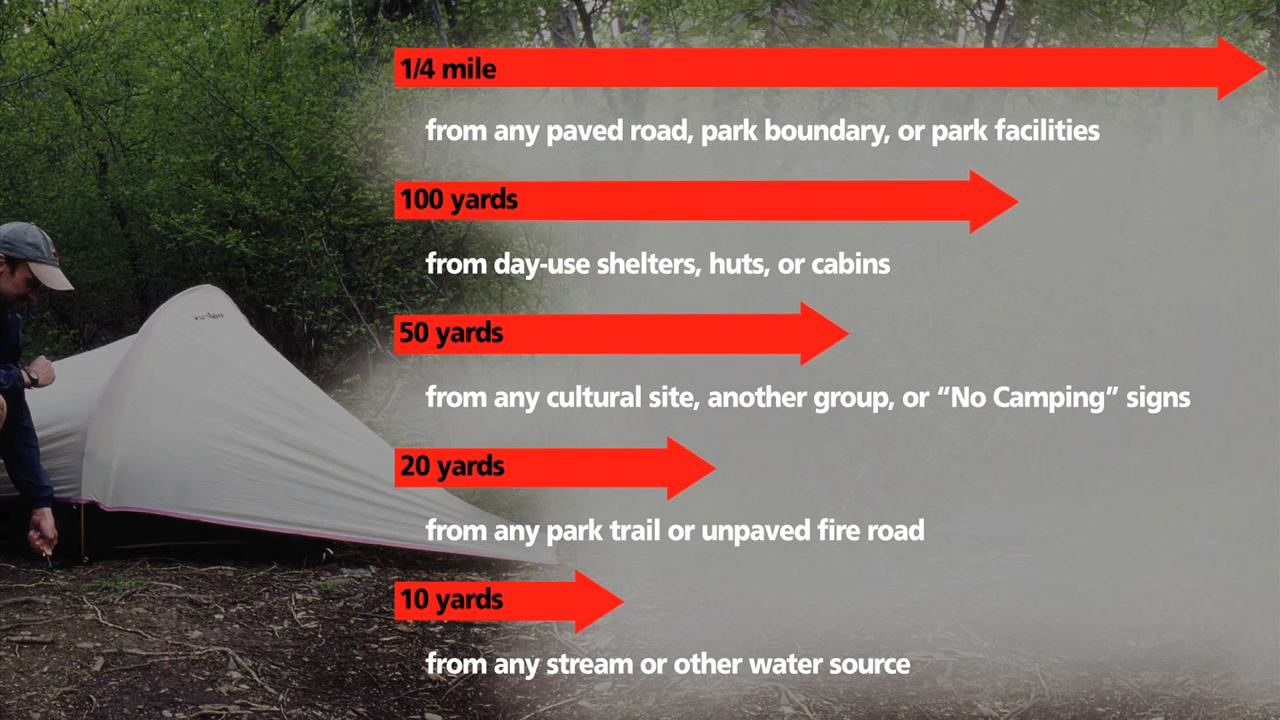 1/4 mile
from any paved road, park boundary, or park facilities
100 yards
from day-use shelters, huts, or cabins
50 yards
from any cultural site, another group, or “No Camping” signs
20 yards
from any park trail or unpaved fire road
10 yards
from any stream or other water source